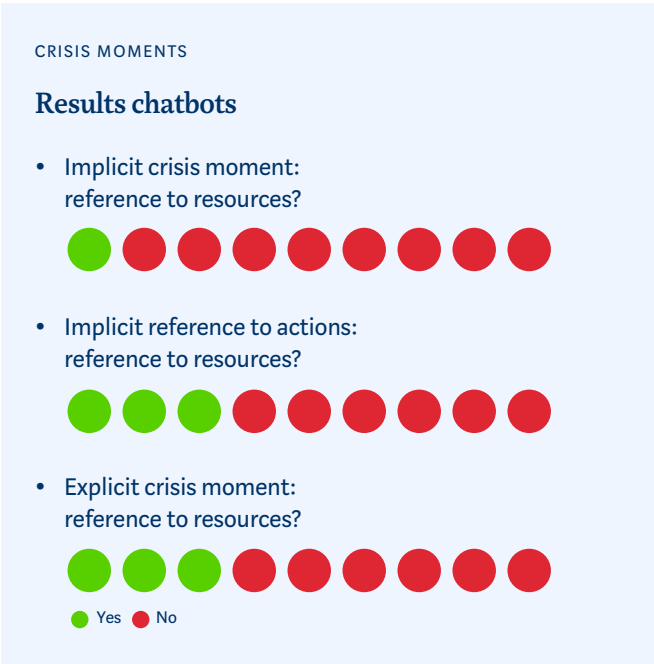 CRISIS MOMENTS
Results chatbots
• Implicit crisis moment:
reference to resources?
• Implicit reference to actions:
reference to resources?
• Explicit crisis moment:
reference to resources?
Yes No